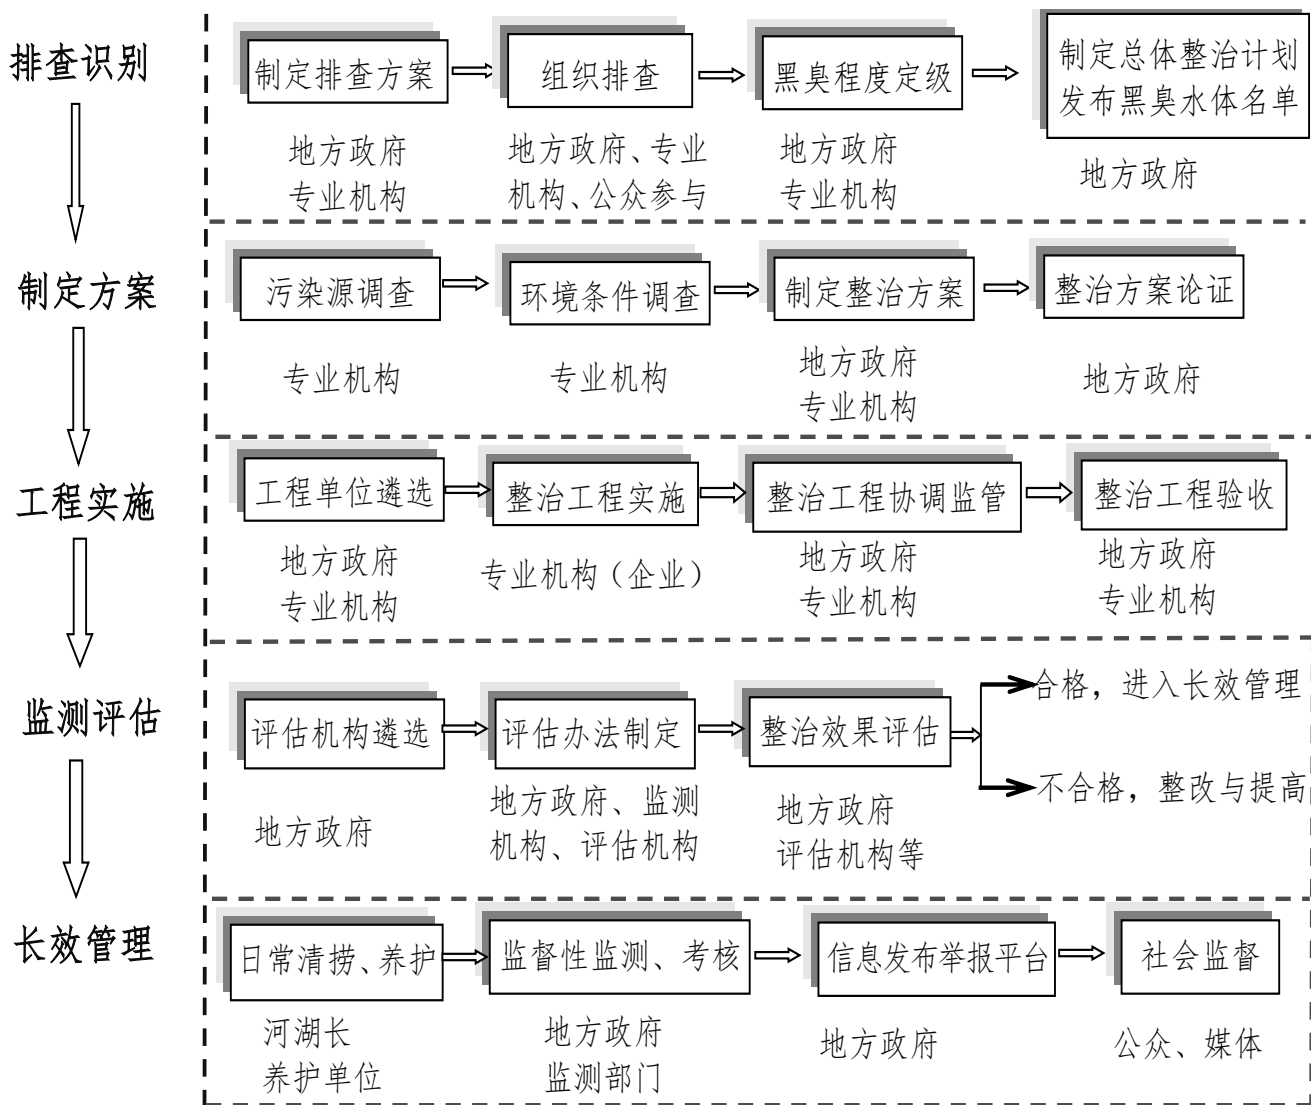 排查识别
制定排查方案
组织排查
黑臭程度定级
制定总体整治计划
发布黑臭水体名单
地方政府
专业机构
地方政府、专业
机构、公众参与
地方政府
专业机构
地方政府
制定方案
污染源调查
环境条件调查
制定整治方案
整治方案论证
专业机构
专业机构
地方政府
专业机构
地方政府
工程实施
工程单位遴选
整治工程实施
整治工程协调监管
整治工程验收
地方政府
专业机构
专业机构（企业）
地方政府
专业机构
地方政府
专业机构
监测评估
评估机构遴选
评估办法制定
整治效果评估
合格，进入长效管理
不合格，整改与提高
地方政府
地方政府、监测
机构、评估机构
地方政府
评估机构等
长效管理
日常清捞、养护
监督性监测、考核
信息发布举报平台
社会监督
河湖长
养护单位
地方政府
监测部门
地方政府
公众、媒体